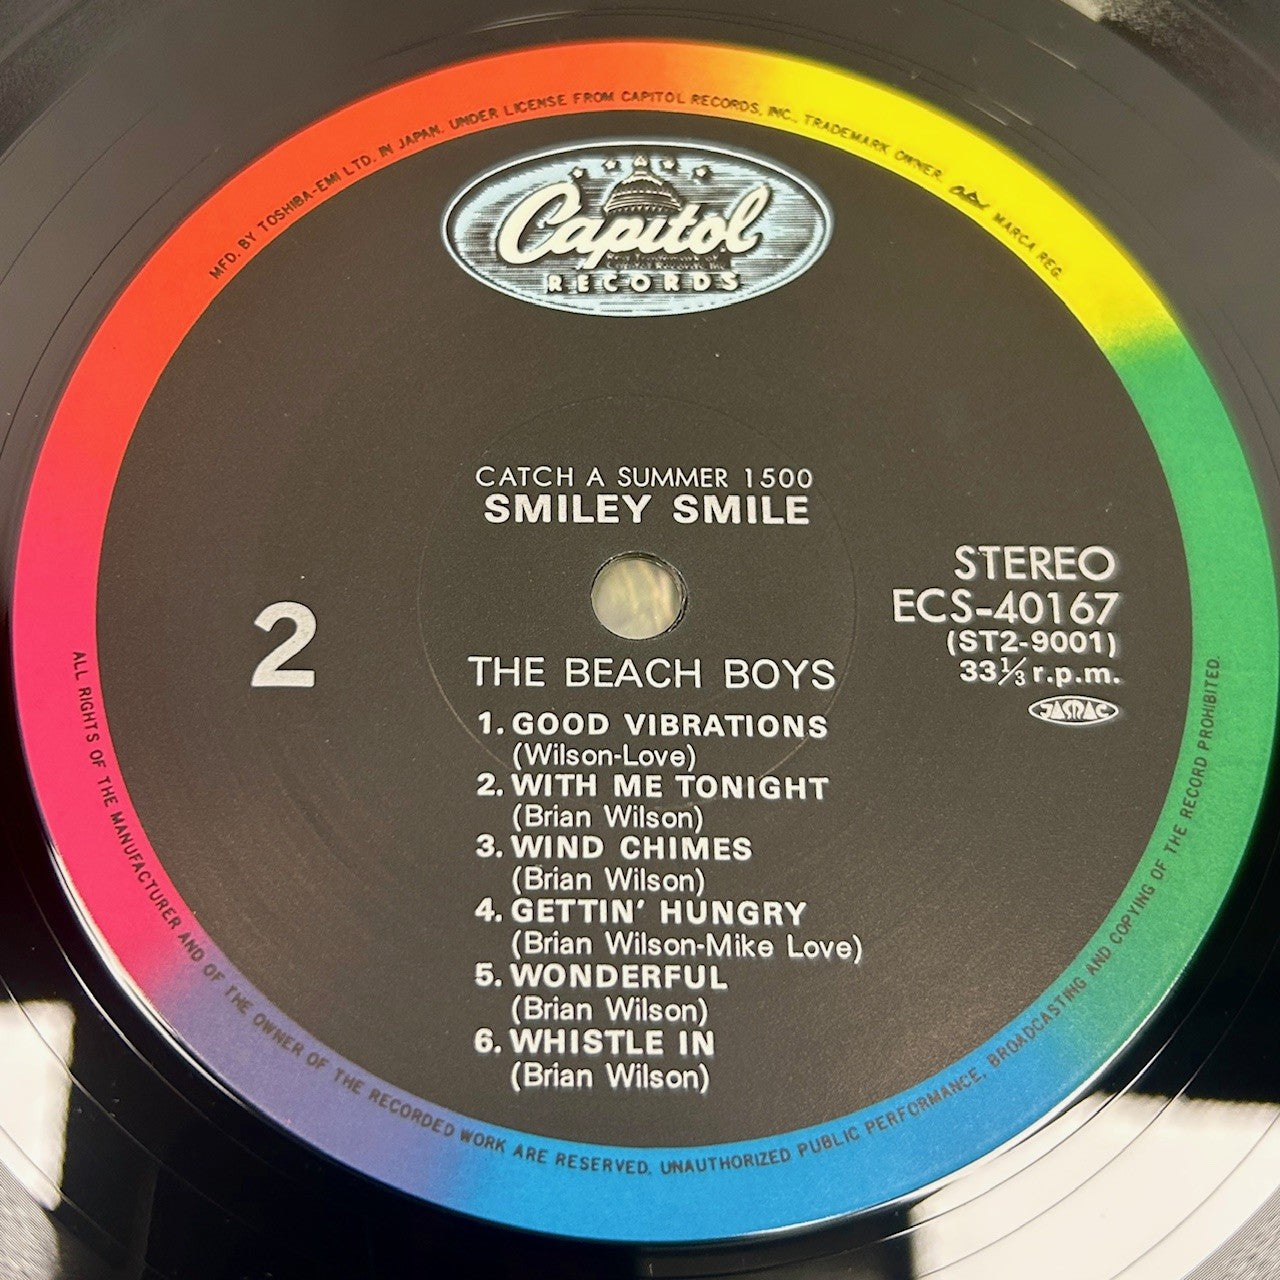 MFD. BY TOSHIBA-EMI LTD. IN JAPAN. UNDER LICENSE FROM CAPITOL RECORDS, INC., TRADEMARK OWNER. MARCA REG.
Capitol
RECORDS
CATCH A SUMMER 1500
SMILEY SMILE
STEREO
ECS-40167
(ST2-9001)
33⅓ r.p.m.
JASRAC
2
THE BEACH BOYS
1. GOOD VIBRATIONS
(Wilson-Love)
2. WITH ME TONIGHT
(Brian Wilson)
3. WIND CHIMES
(Brian Wilson)
4. GETTIN' HUNGRY
(Brian Wilson-Mike Love)
5. WONDERFUL
(Brian Wilson)
6. WHISTLE IN
(Brian Wilson)
ALL RIGHTS OF THE MANUFACTURER AND OF THE OWNER OF THE RECORDED WORK ARE RESERVED. UNAUTHORIZED PUBLIC PERFORMANCE, BROADCASTING AND COPYING OF THE RECORD PROHIBITED.